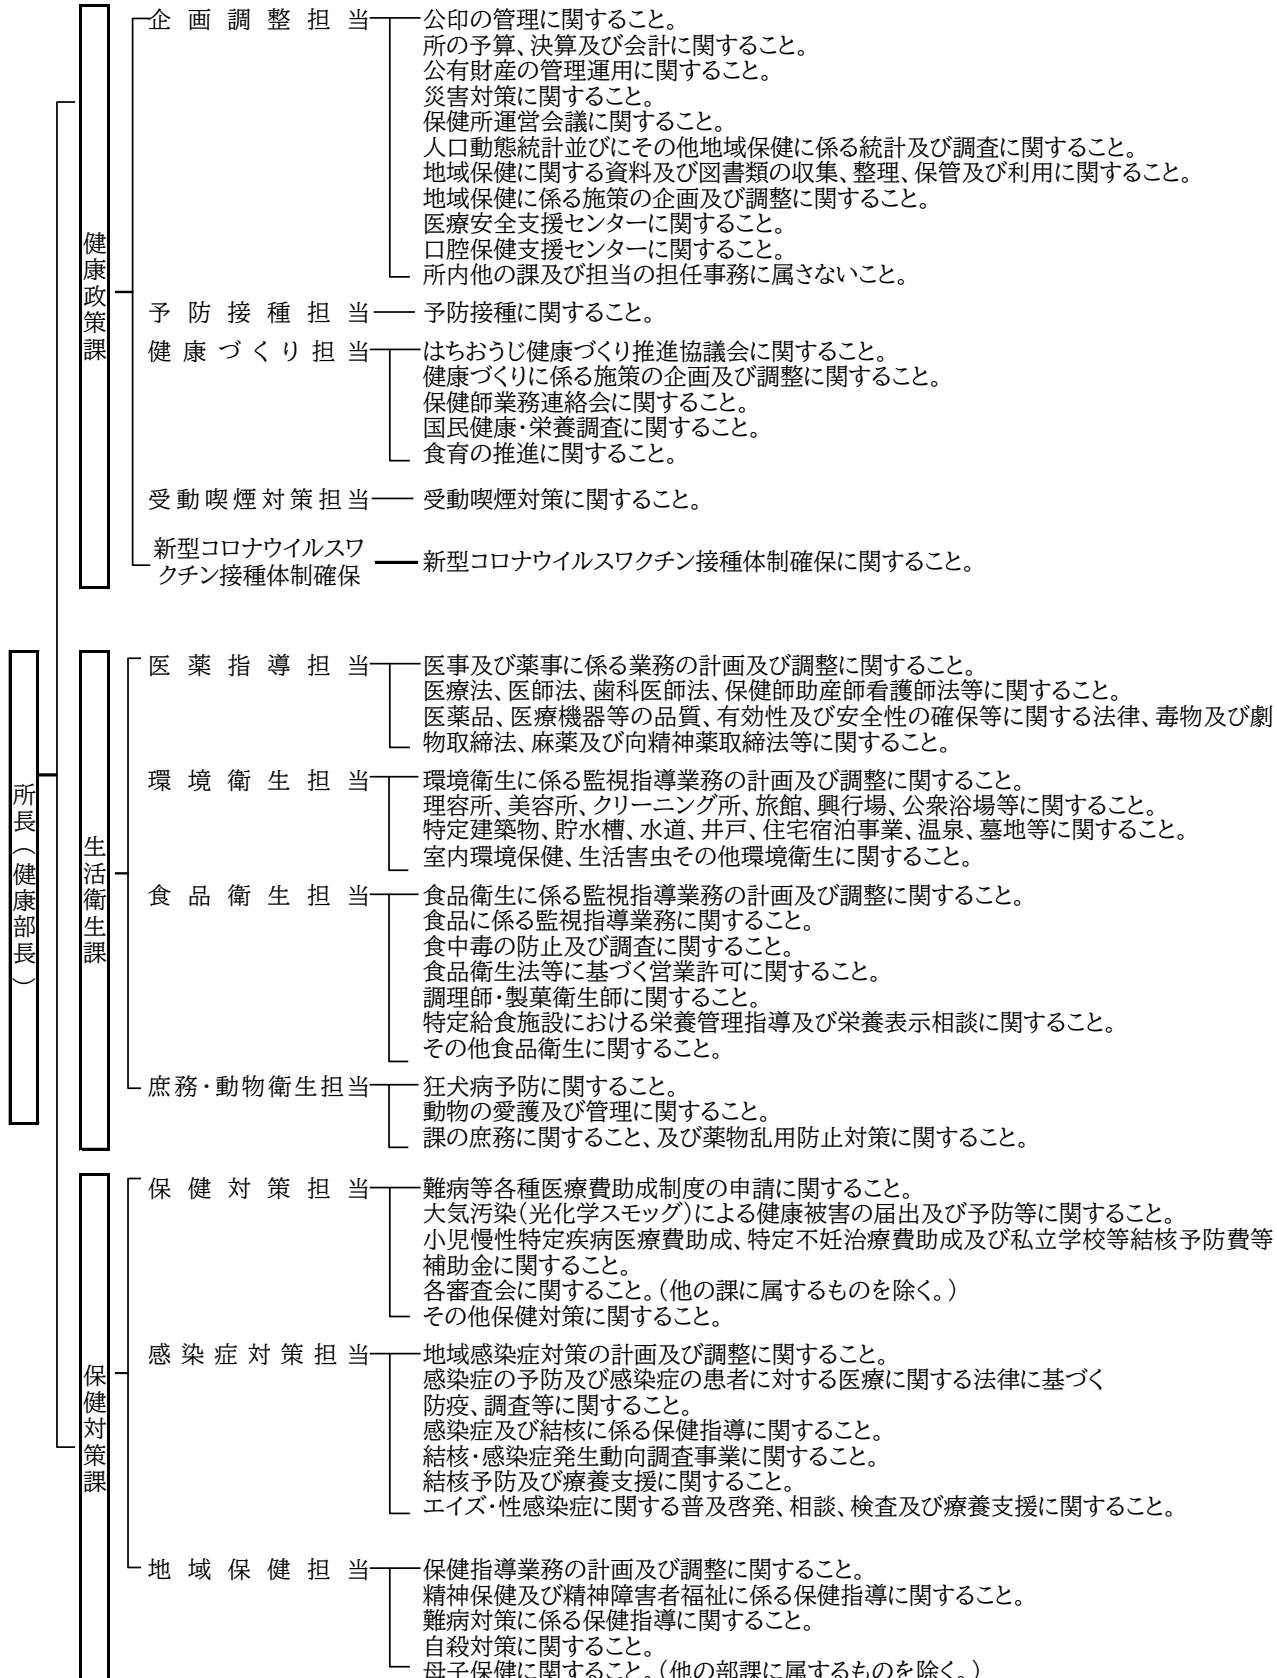 所長（健康部長）
健康政策課
企画調整担当 公印の管理に関すること。
所の予算、決算及び会計に関すること。
公有財産の管理運用に関すること。
災害対策に関すること。
保健所運営会議に関すること。
人口動態統計並びにその他地域保健に係る統計及び調査に関すること。
地域保健に関する資料及び図書類の収集、整理、保管及び利用に関すること。
地域保健に係る施策の企画及び調整に関すること。
医療安全支援センターに関すること。
口腔保健支援センターに関すること。
所内他の課及び担当の担任事務に属さないこと。
予防接種担当 予防接種に関すること。
健康づくり担当 はちおうじ健康づくり推進協議会に関すること。
健康づくりに係る施策の企画及び調整に関すること。
保健師業務連絡会に関すること。
国民健康・栄養調査に関すること。
食育の推進に関すること。
受動喫煙対策担当 受動喫煙対策に関すること。
新型コロナウイルスワ
クチン接種体制確保 新型コロナウイルスワクチン接種体制確保に関すること。
生活衛生課
医薬指導担当 医事及び薬事に係る業務の計画及び調整に関すること。
医療法、医師法、歯科医師法、保健師助産師看護師法等に関すること。
医薬品、医療機器等の品質、有効性及び安全性の確保等に関する法律、毒物及び劇
物取締法、麻薬及び向精神薬取締法等に関すること。
環境衛生担当 環境衛生に係る監視指導業務の計画及び調整に関すること。
理容所、美容所、クリーニング所、旅館、興行場、公衆浴場等に関すること。
特定建築物、貯水槽、水道、井戸、住宅宿泊事業、温泉、墓地等に関すること。
室内環境保健、生活害虫その他環境衛生に関すること。
食品衛生担当 食品衛生に係る監視指導業務の計画及び調整に関すること。
食品に係る監視指導業務に関すること。
食中毒の防止及び調査に関すること。
食品衛生法等に基づく営業許可に関すること。
調理師・製菓衛生師に関すること。
特定給食施設における栄養管理指導及び栄養表示相談に関すること。
その他食品衛生に関すること。
庶務・動物衛生担当 狂犬病予防に関すること。
動物の愛護及び管理に関すること。
課の庶務に関すること、及び薬物乱用防止対策に関すること。
保健対策課
保健対策担当 難病等各種医療費助成制度の申請に関すること。
大気汚染（光化学スモッグ）による健康被害の届出及び予防等に関すること。
小児慢性特定疾病医療費助成、特定不妊治療費助成及び私立学校等結核予防費等
補助金に関すること。
各審査会に関すること。（他の課に属するものを除く。）
その他保健対策に関すること。
感染症対策担当 地域感染症対策の計画及び調整に関すること。
感染症の予防及び感染症の患者に対する医療に関する法律に基づく
防疫、調査等に関すること。
感染症及び結核に係る保健指導に関すること。
結核・感染症発生動向調査事業に関すること。
結核予防及び療養支援に関すること。
エイズ・性感染症に関する普及啓発、相談、検査及び療養支援に関すること。
地域保健担当 保健指導業務の計画及び調整に関すること。
精神保健及び精神障害者福祉に係る保健指導に関すること。
難病対策に係る保健指導に関すること。
自殺対策に関すること。
母子保健に関すること。（他の部課に属するものを除く。）